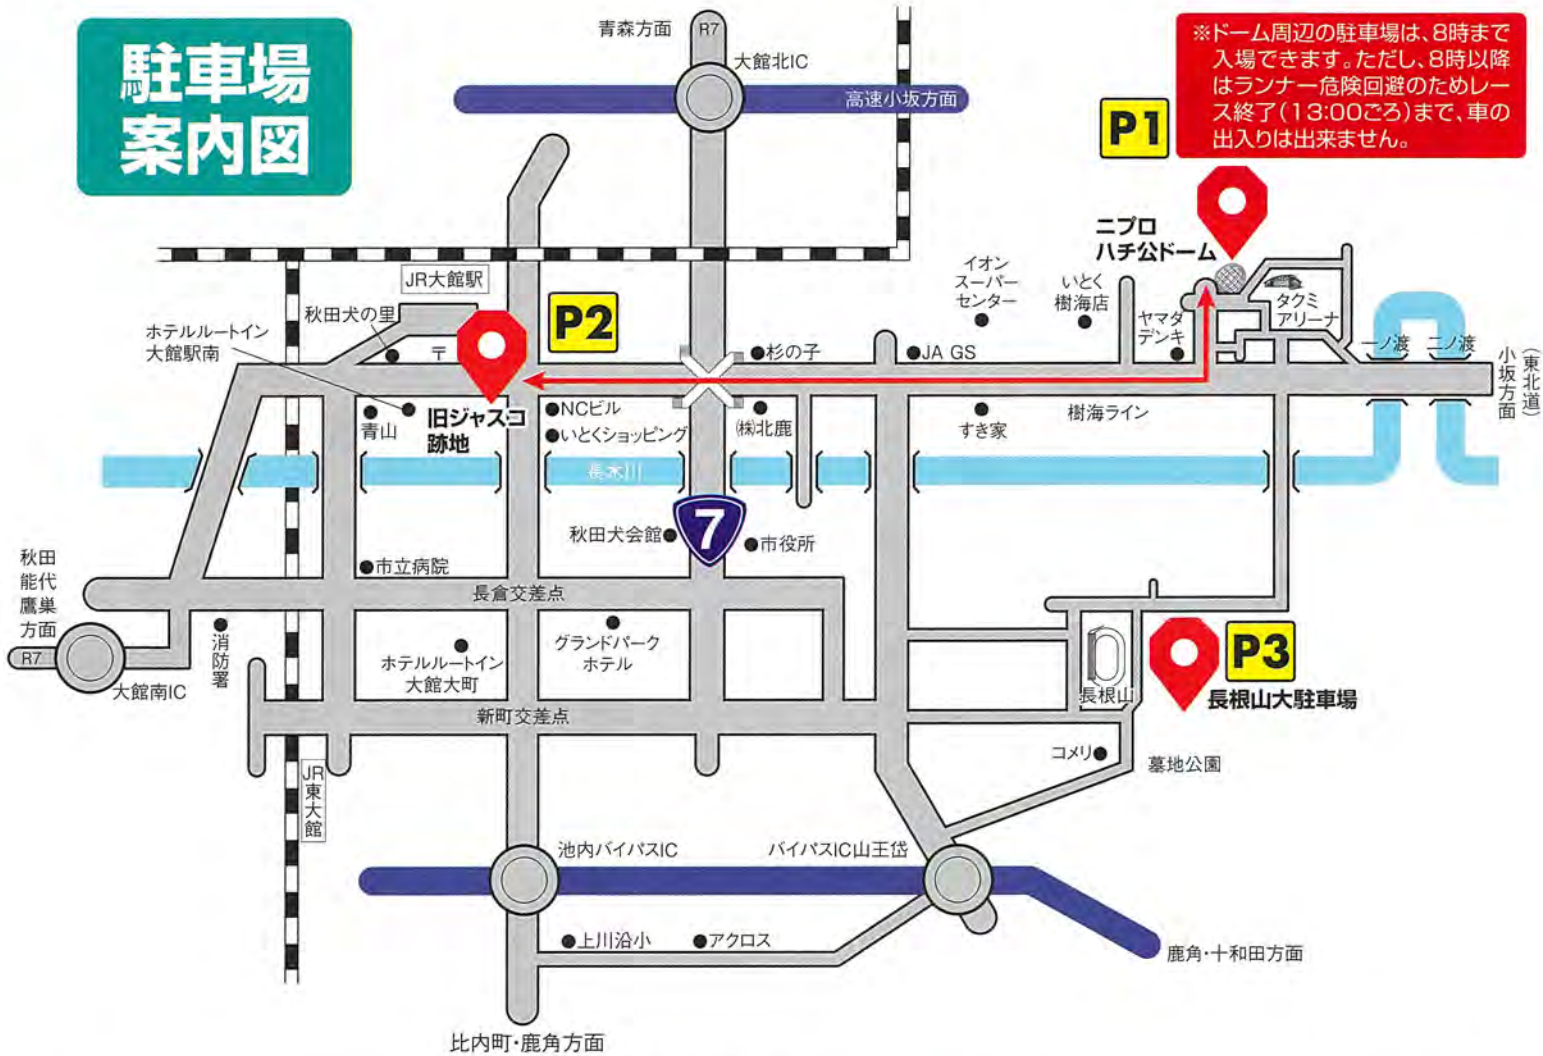 駐車場
案内図
青森方面
R7
大館北IC
高速小坂方面
※ドーム周辺の駐車場は、8時まで
入場できます。ただし、8時以降
はランナー危険回避のためレー
ス終了(13:00ごろ)まで、車の
出入りは出来ません。
P1
ニプロ
ハチ公ドーム
JR大館駅
秋田犬の里
P2
ホテルルートイン
大館駅南
〒
イオン
スーパー
センター
いとく
樹海店
ヤマダ
デンキ
タクミ
アリーナ
杉の子
JA GS
一ノ渡
二ノ渡
小坂方面
(東北道)
青山
旧ジャスコ
跡地
NCビル
いとくショッピング
㈱北鹿
すき家
樹海ライン
長木川
7
秋田犬会館
市役所
秋田
能代
鷹巣
方面
市立病院
長倉交差点
消防署
グランドパーク
ホテル
ホテルルートイン
大館大町
R7
大館南IC
P3
長根山
長根山大駐車場
新町交差点
コメリ
墓地公園
JR東大館
池内バイパスIC
バイパスIC山王岱
上川沿小
アクロス
鹿角・十和田方面
比内町・鹿角方面